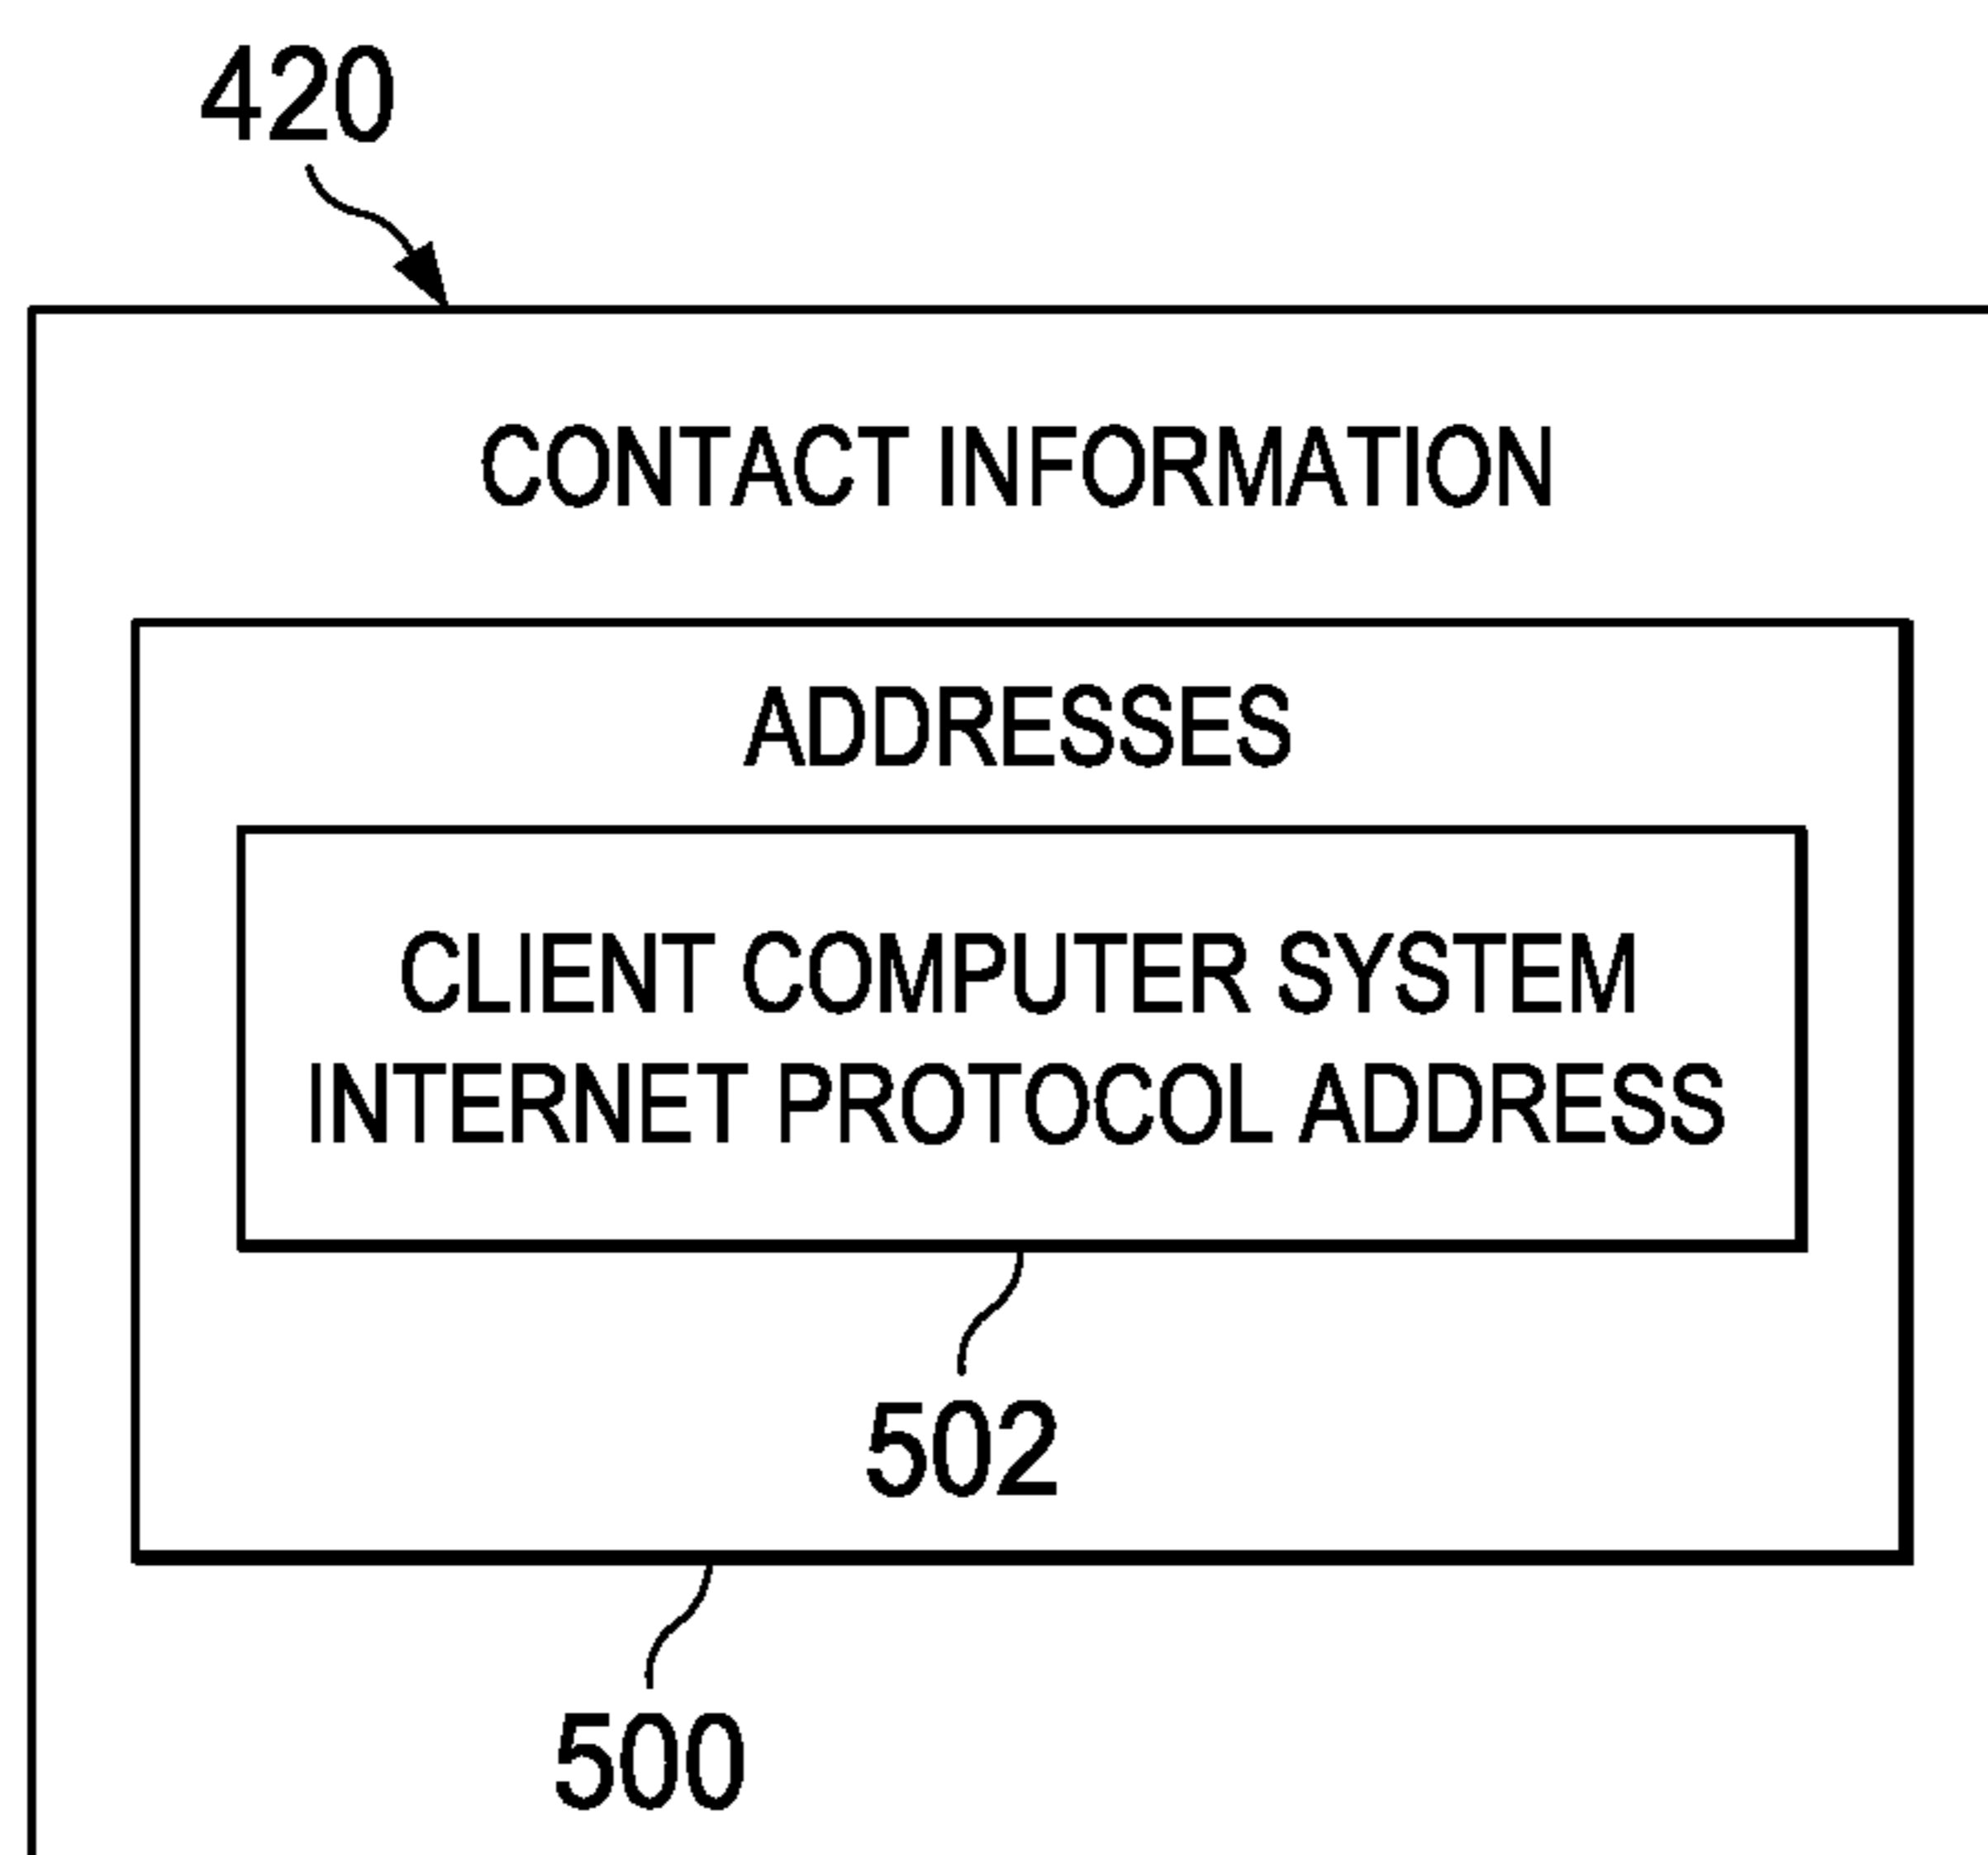 420
CONTACT INFORMATION
ADDRESSES
CLIENT COMPUTER SYSTEM
INTERNET PROTOCOL ADDRESS
502
500